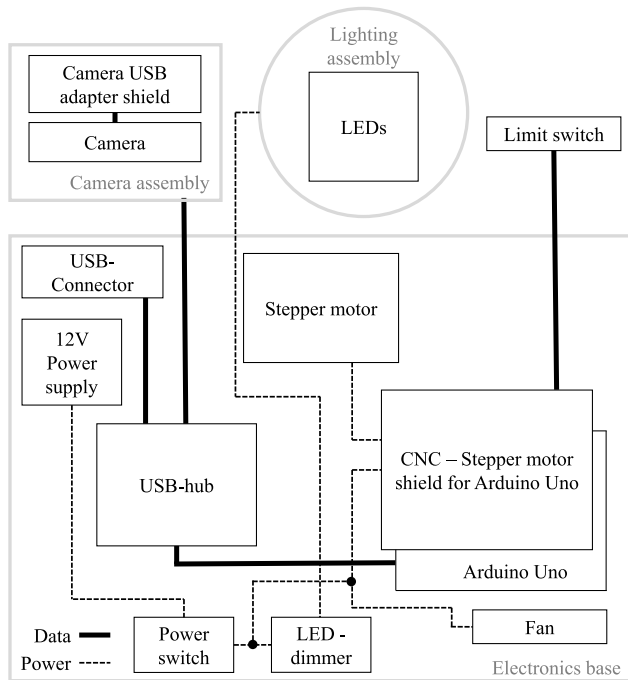 Lighting
assembly
Camera USB
adapter shield
Camera
Camera assembly
LEDs
Limit switch
USB-
Connector
12V
Power
supply
Stepper motor
USB-hub
CNC – Stepper motor
shield for Arduino Uno
Arduino Uno
Data
Power
Power
switch
LED -
dimmer
Fan
Electronics base